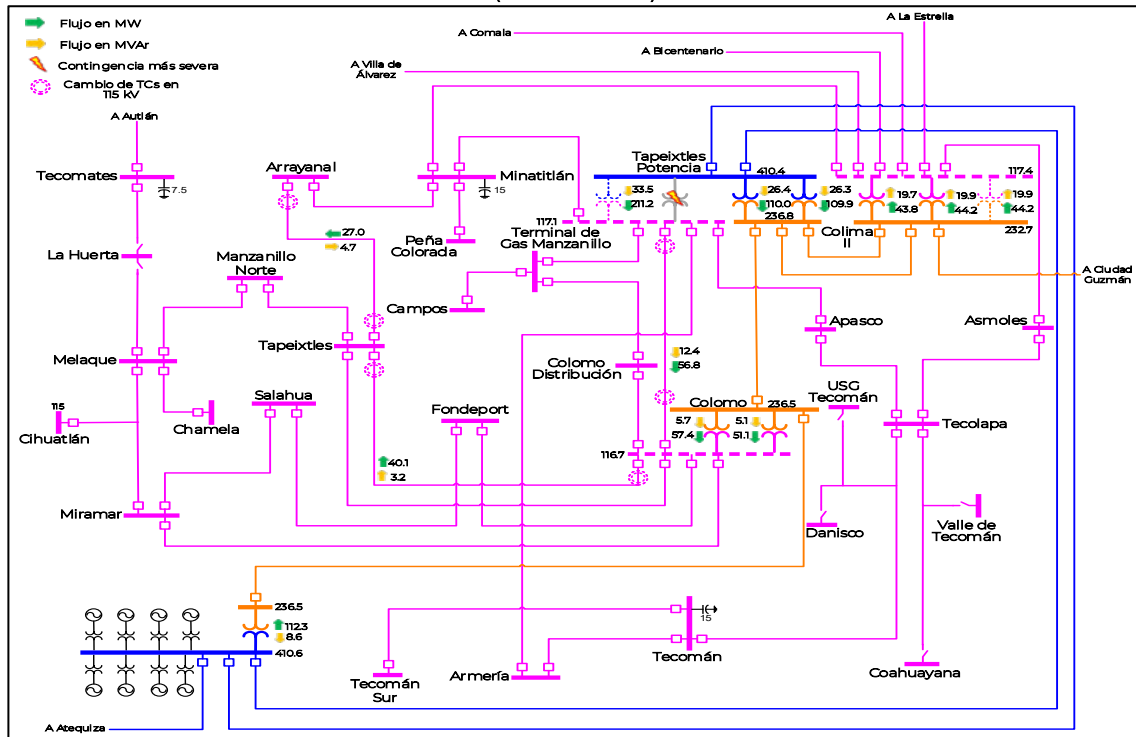 Flujo en MW
Flujo en MVAr
Contingencia más severa
Cambio de TCs en
115 kV
A La Estrella
A Comala
A Bicentenario
A Villa de
Álvarez
A Autlán
Tecomates
7.5
Arrayanal
Minatitlán
15
Tapeixtles
Potencia
410.4
117.4
33.5
211.2
26.4
110.0
26.3
109.9
236.8
19.7
43.8
19.9
44.2
19.9
44.2
117.1
Colima
II
232.7
Peña
Colorada
Terminal de
Gas Manzanillo
27.0
4.7
La Huerta
Manzanillo
Norte
A Ciudad
Guzmán
Campos
Apasco
Asmoles
Tapeixtles
Melaque
Colomo
Distribución
12.4
56.8
USG
Tecomán
Salahua
Fondeport
Colomo
236.5
115
Cihuatlán
Chamela
5.7
57.4
5.1
51.1
Tecolapa
116.7
40.1
3.2
Miramar
Danisco
Valle de
Tecomán
236.5
112.3
8.6
410.6
15
Tecomán
Tecomán
Sur
Armería
Coahuayana
A Atequiza